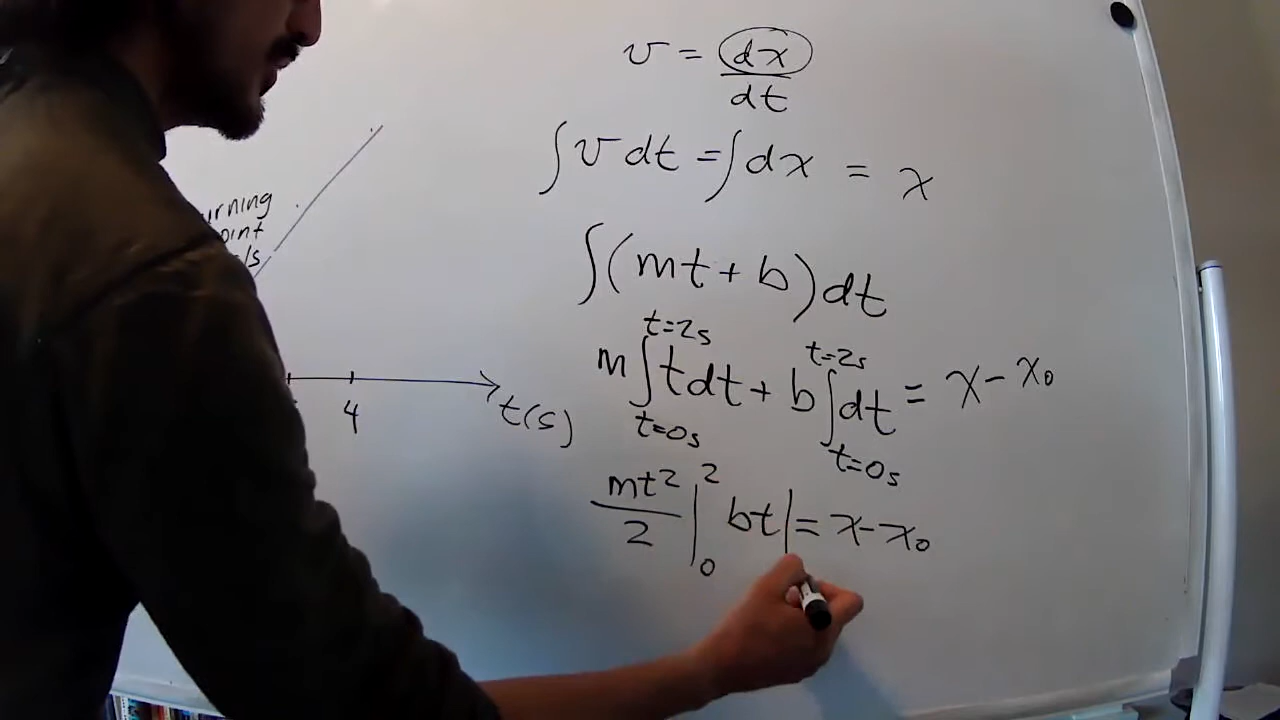 v = dx
dt
∫ v dt = ∫ dx = x
∫ (mt + b) dt
t=2s t=2s
m ∫ t dt + b ∫ dt = x - x₀
t=0s t=0s
mt² |² bt | = x - x₀
2 0
point
4
t(s)